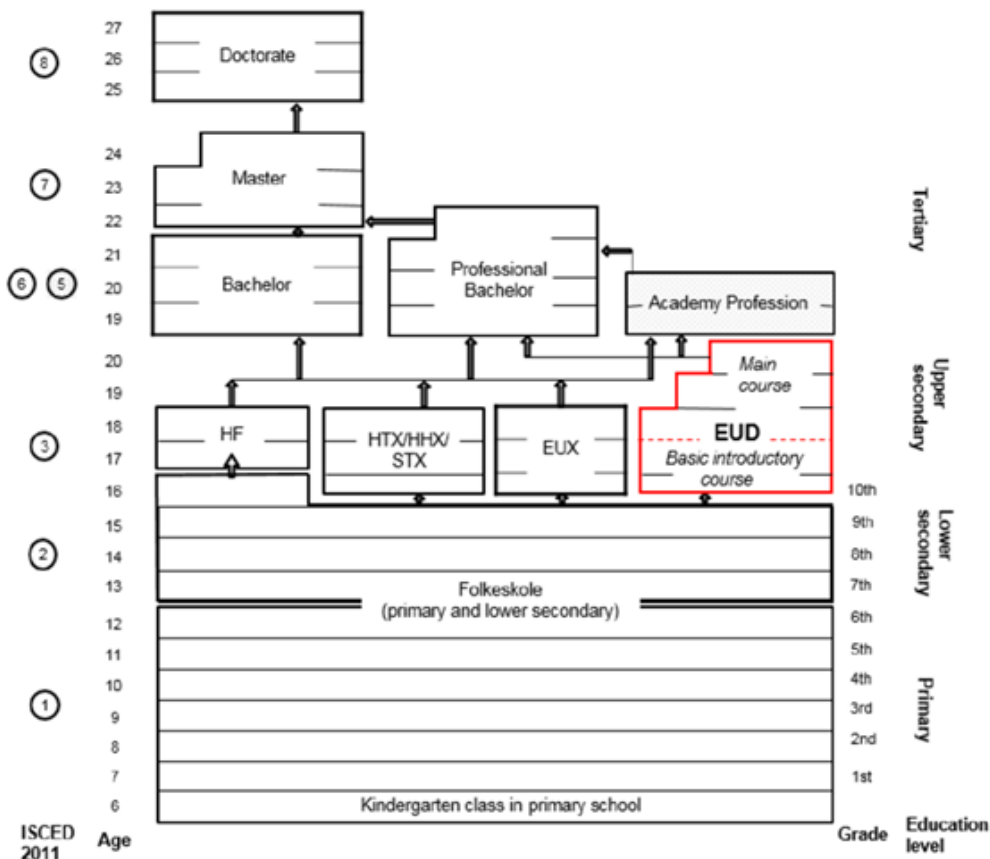 27
8
26
Doctorate
25
24
7
23
Master
22
21
6 5
20
Bachelor
19
Professional
Bachelor
Academy Profession
Tertiary
20
19
18
3
17
16
HF
HTX/HHX/
STX
EUX
Main
course
EUD
Basic introductory
course
10th
Upper
secondary
15
2
14
13
9th
8th
7th
Lower
secondary
Folkeskole
(primary and lower secondary)
12
11
10
1
9
8
7
6
6th
5th
4th
3rd
2nd
1st
Primary
Kindergarten class in primary school
ISCED
2011
Age
Grade
Education
level